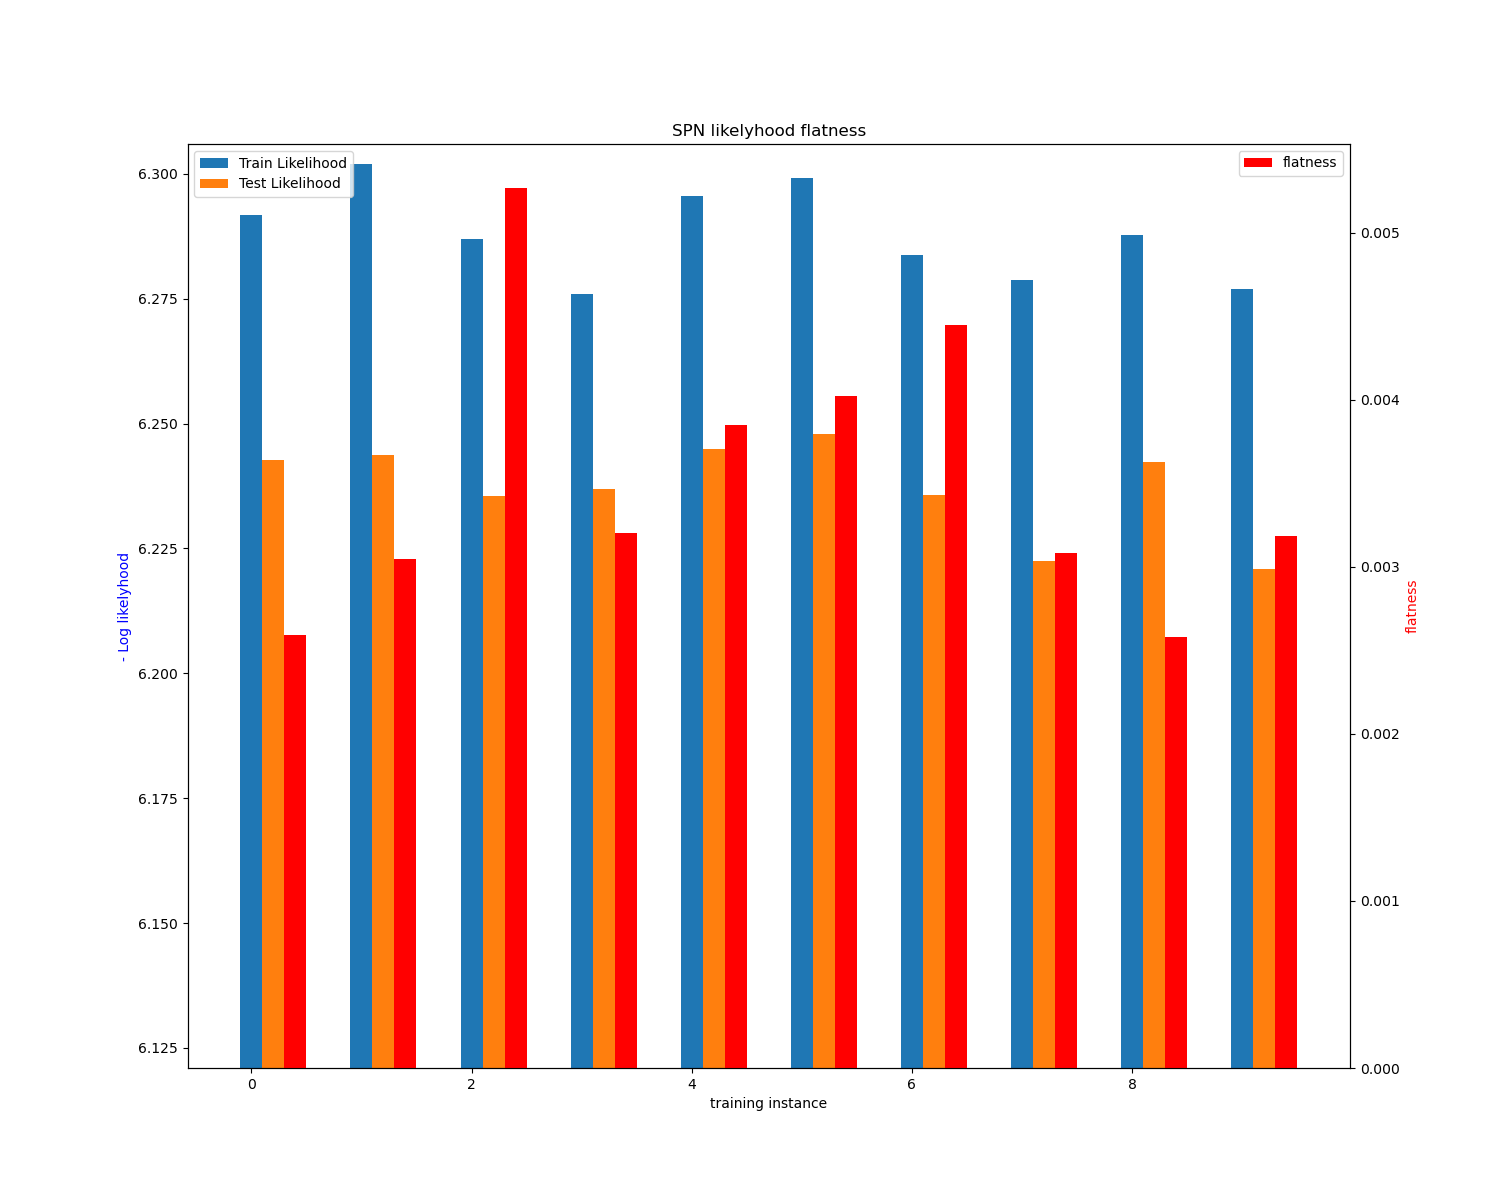 SPN likelyhood flatness
Train Likelihood
Test Likelihood
flatness
6.300
6.275
6.250
6.225
6.200
6.175
6.150
6.125
- Log likelyhood
0.005
0.004
0.003
0.002
0.001
0.000
flatness
0 2 4 6 8
training instance